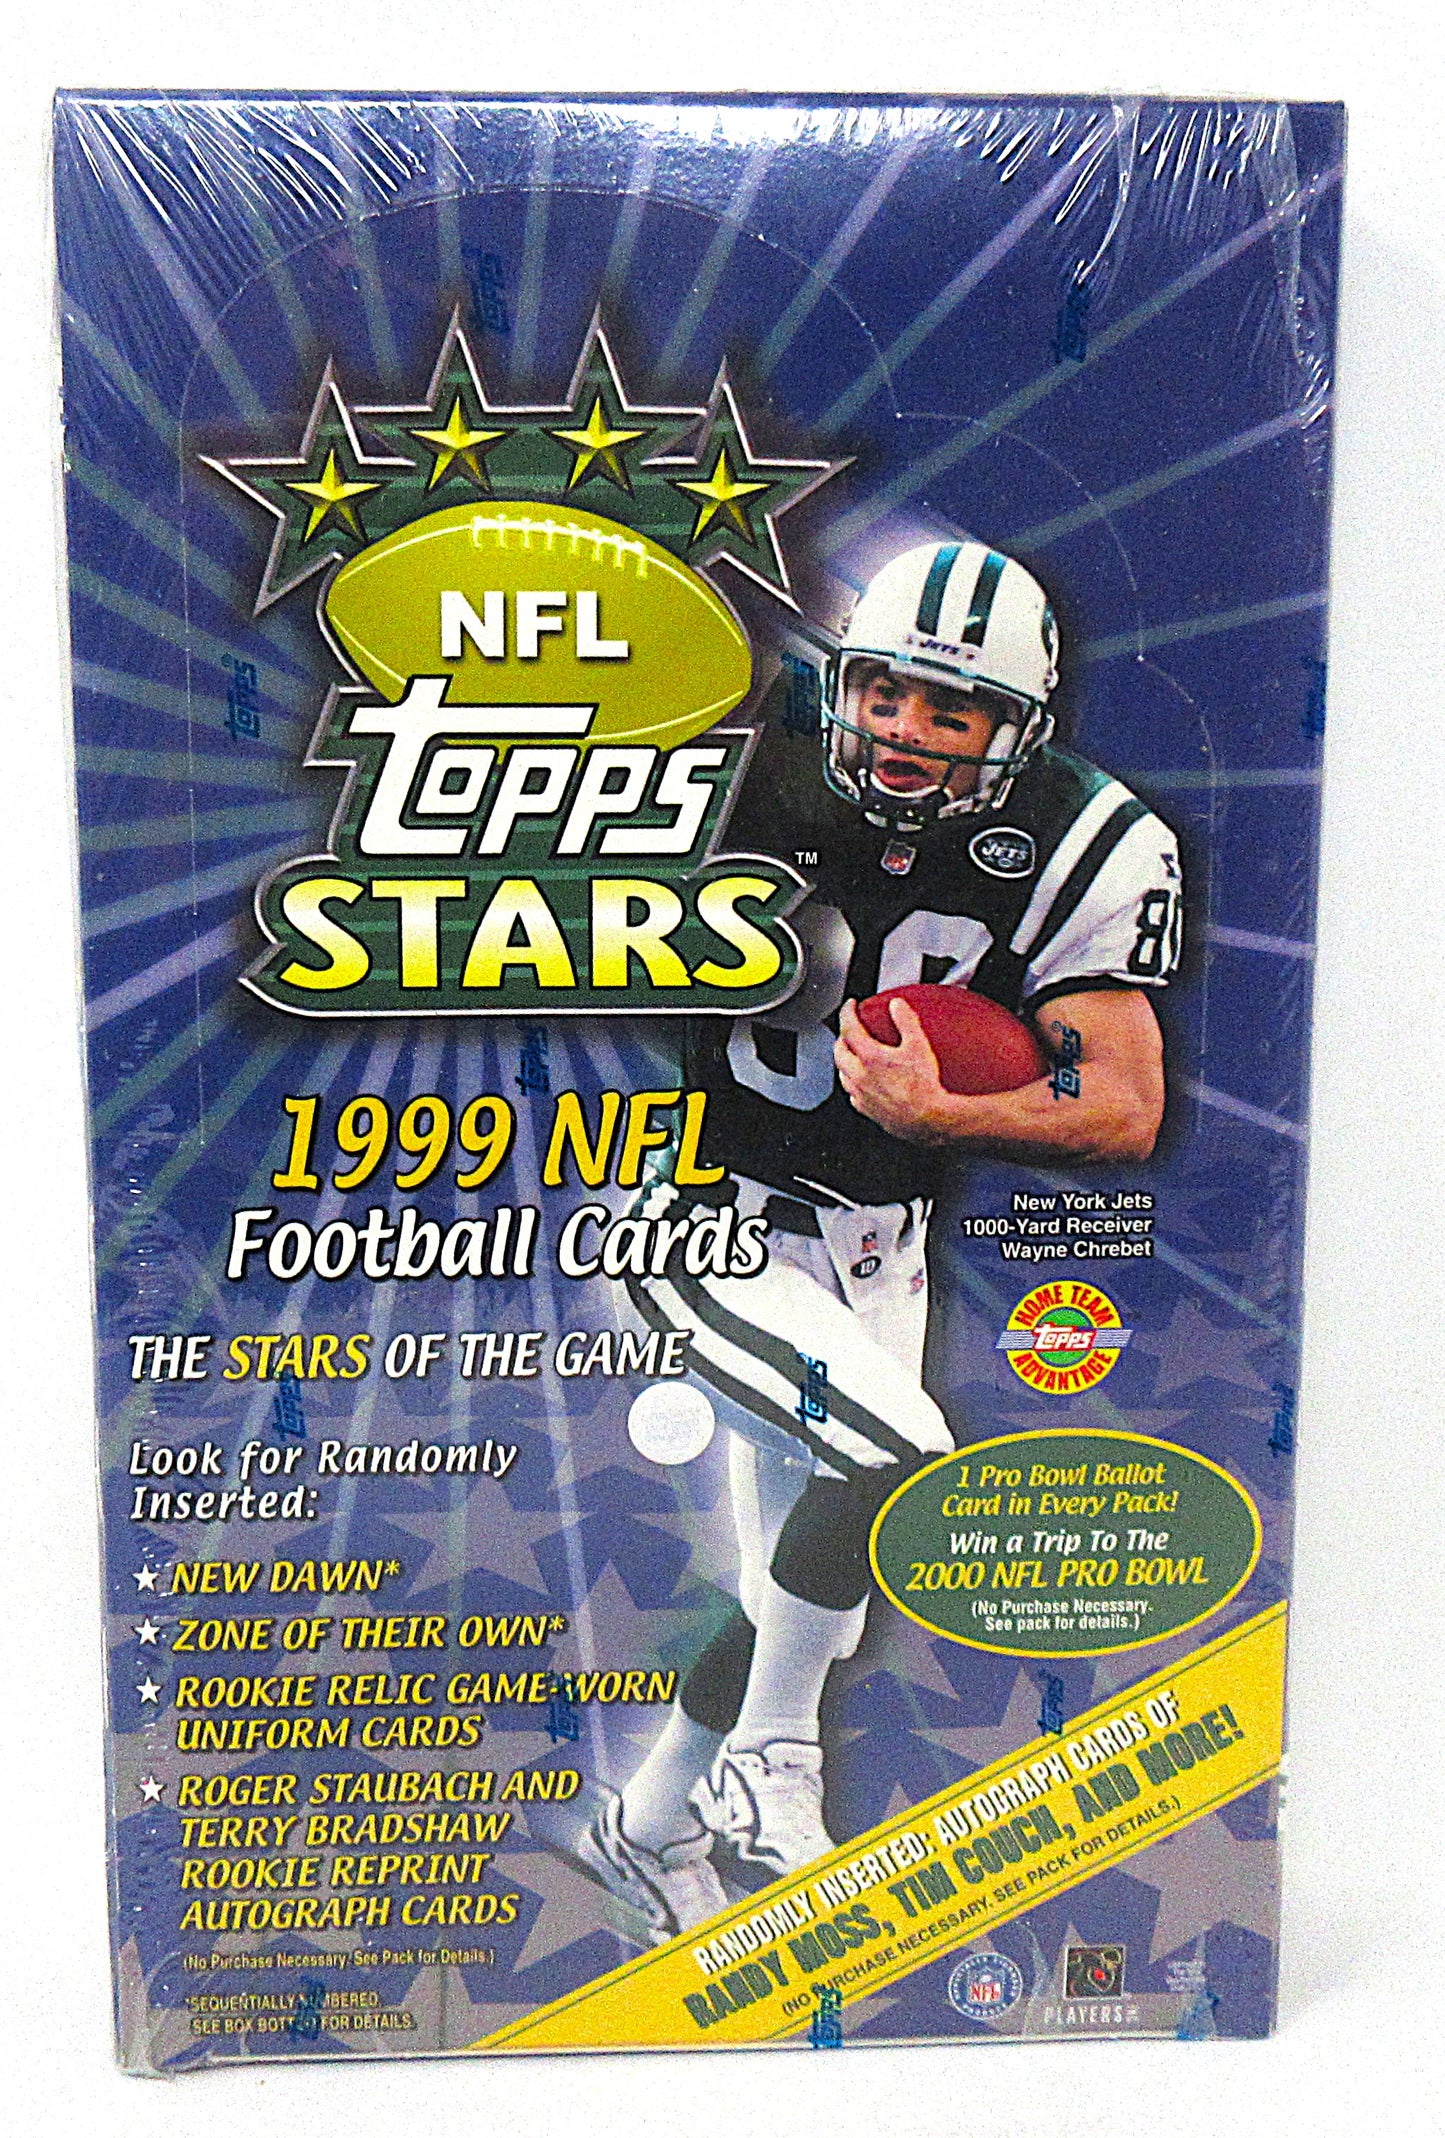 NFL
topps
STARS™
1999 NFL
Football Cards
THE STARS OF THE GAME
Look for Randomly
Inserted:
NEW DAWN*
ZONE OF THEIR OWN*
ROOKIE RELIC GAME-WORN
UNIFORM CARDS
ROGER STAUBACH AND
TERRY BRADSHAW
ROOKIE REPRINT
AUTOGRAPH CARDS
(No Purchase Necessary. See Pack for Details.)
*SEQUENTIALLY NUMBERED.
SEE BOX BOTTOM FOR DETAILS.
JETS
JETS
80
New York Jets
1000-Yard Receiver
Wayne Chrebet
HOME TEAM
topps
ADVANTAGE
1 Pro Bowl Ballot
Card in Every Pack!
Win a Trip To The
2000 NFL PRO BOWL
(No Purchase Necessary.
See pack for details.)
RANDOMLY INSERTED: AUTOGRAPH CARDS OF
RANDY MOSS, TIM COUCH, AND MORE!
(NO PURCHASE NECESSARY. SEE PACK FOR DETAILS.)
NFL
PLAYERS